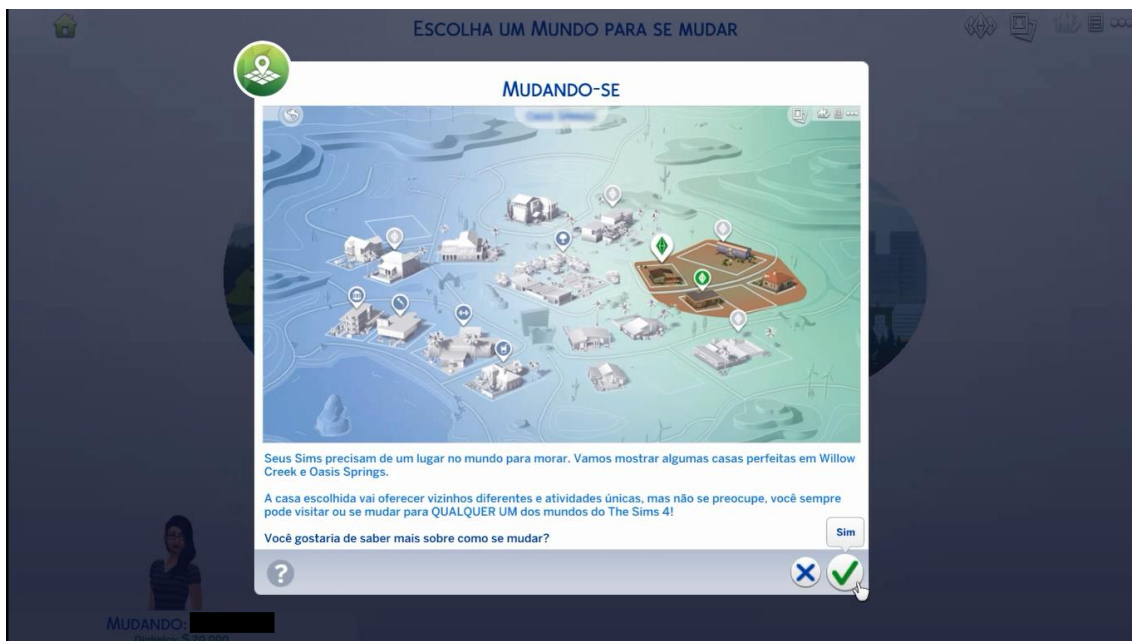 ESCOLHA UM MUNDO PARA SE MUDAR
MUDANDO-SE
Seus Sims precisam de um lugar no mundo para morar. Vamos mostrar algumas casas perfeitas em Willow
Creek e Oasis Springs.
A casa escolhida vai oferecer vizinhos diferentes e atividades únicas, mas não se preocupe, você sempre
pode visitar ou se mudar para QUALQUER UM dos mundos do The Sims 4!
Sim
Você gostaria de saber mais sobre como se mudar?
?
MUDANDO:
Dinheiro: $ 20.000